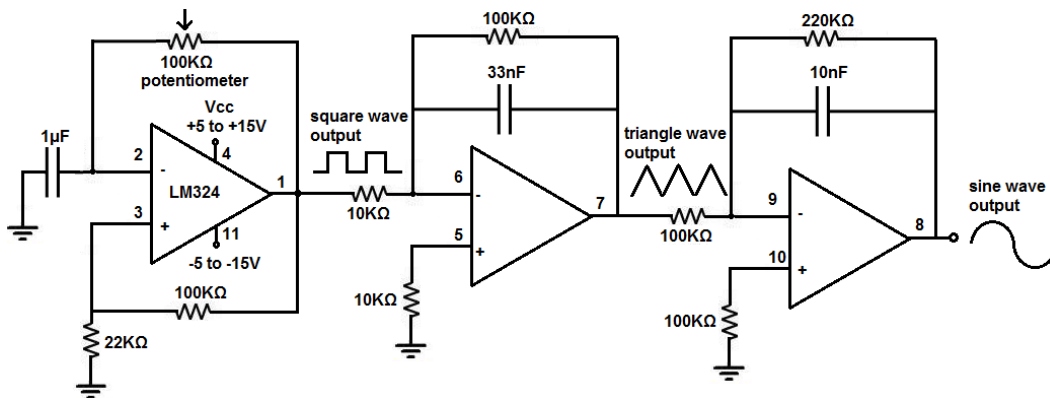 100KΩ
potentiometer
1µF
Vcc
+5 to +15V
4
2
-
LM324
1
3
+
11
-5 to -15V
100KΩ
22KΩ
square wave
output
10KΩ
100KΩ
33nF
6
-
7
5
+
10KΩ
triangle wave
output
100KΩ
220KΩ
10nF
9
-
8
10
+
100KΩ
sine wave
output